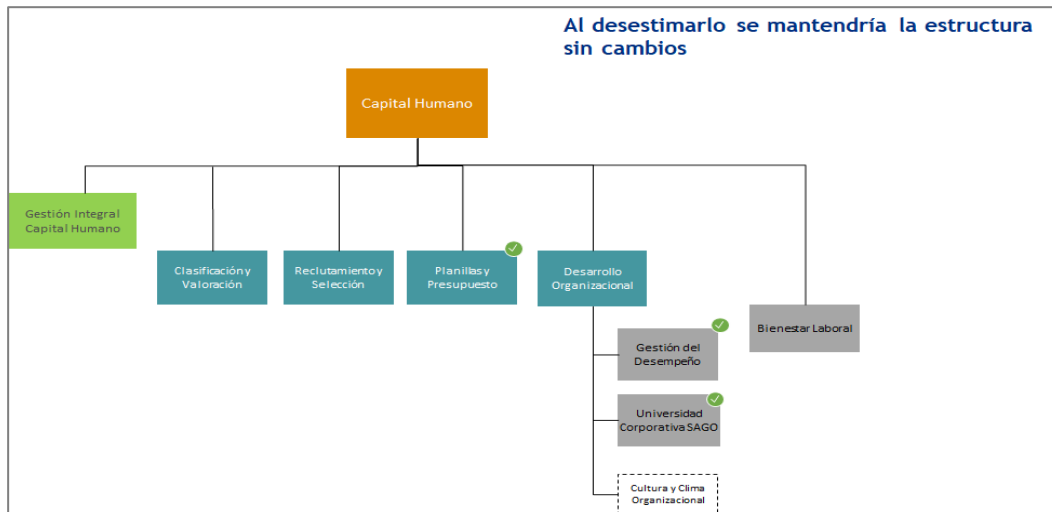 Al desestimarlo se mantendría la estructura
sin cambios
Capital Humano
Gestión Integral
Capital Humano
Clasificación y
Valoración
Reclutamiento y
Selección
Planillas y
Presupuesto
Desarrollo
Organizacional
Bienestar Laboral
Gestión del
Desempeño
Universidad
Corporativa SAGO
Cultura y Clima
Organizacional